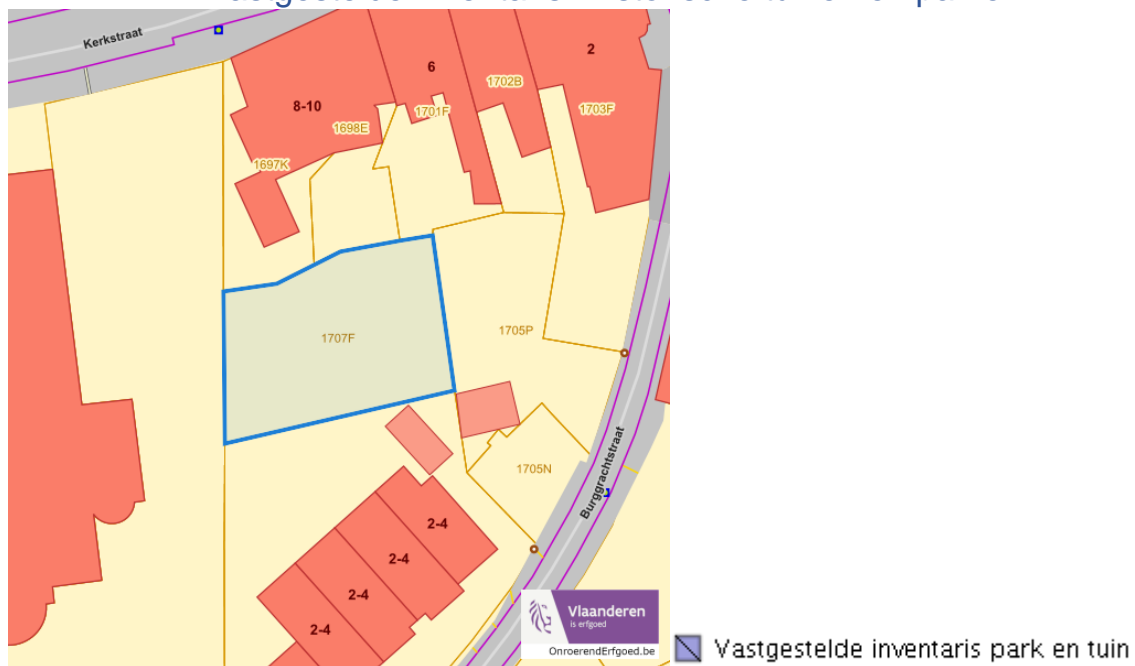 Kerkstraat
2
6
1702B
8-10
1701F
1703F
1698E
1697K
1707F
1705P
1705N
Burggrachtstraat
2-4
2-4
2-4
2-4
Vlaanderen
is erfgoed
OnroerendErfgoed.be
Vastgestelde inventaris park en tuin